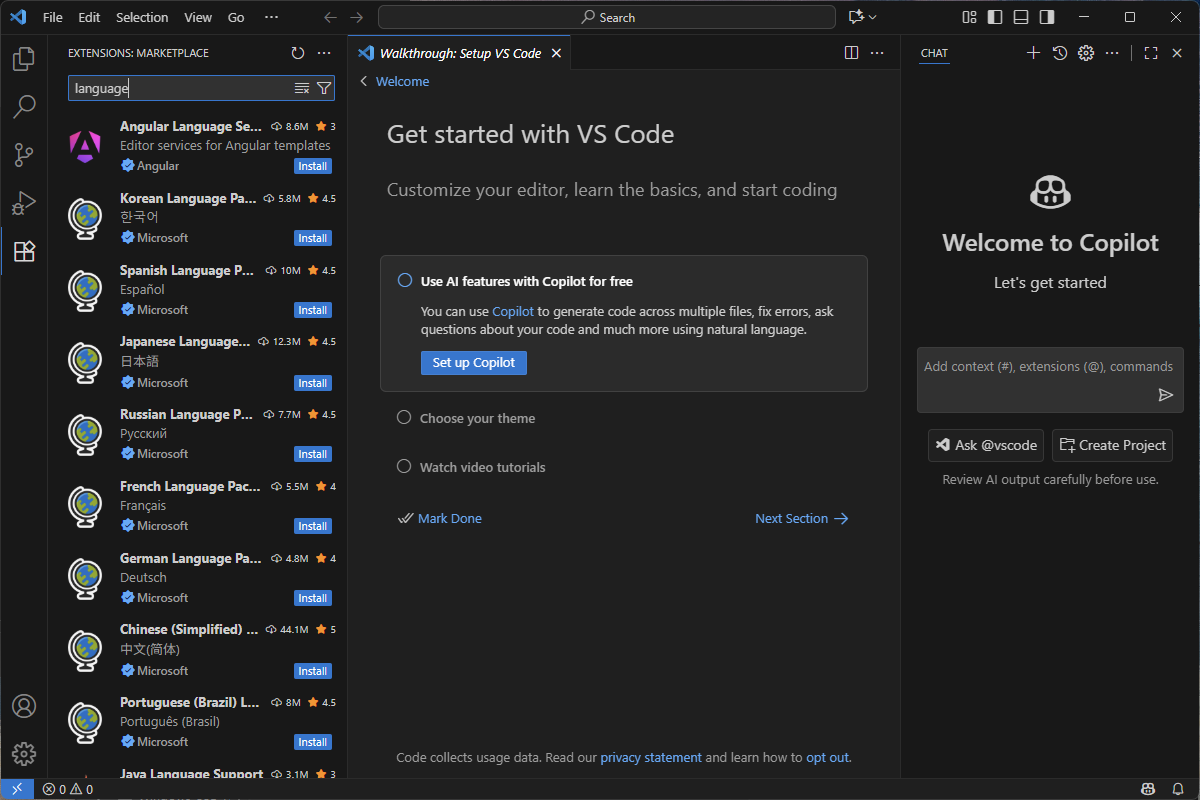 File Edit Selection View Go ···
Search
EXTENSIONS: MARKETPLACE
language
Angular Language Se... 8.6M 3
Editor services for Angular templates
Angular Install
Korean Language Pa... 5.8M 4.5
한국어
Microsoft Install
Spanish Language P... 10M 4.5
Español
Microsoft Install
Japanese Language... 12.3M 4.5
日本語
Microsoft Install
Russian Language P... 7.7M 4.5
Русский
Microsoft Install
French Language Pac... 5.5M 4
Français
Microsoft Install
German Language Pa... 4.8M 4
Deutsch
Microsoft Install
Chinese (Simplified) ... 44.1M 5
中文(简体)
Microsoft Install
Portuguese (Brazil) L... 8M 4.5
Português (Brasil)
Microsoft Install
Java Language Support 3.1M 3
Walkthrough: Setup VS Code
Welcome
Get started with VS Code
Customize your editor, learn the basics, and start coding
Use AI features with Copilot for free
You can use Copilot to generate code across multiple files, fix errors, ask
questions about your code and much more using natural language.
Set up Copilot
Choose your theme
Watch video tutorials
Mark Done Next Section
Code collects usage data. Read our privacy statement and learn how to opt out.
CHAT
Welcome to Copilot
Let's get started
Add context (#), extensions (@), commands
Ask @vscode Create Project
Review AI output carefully before use.
0 0